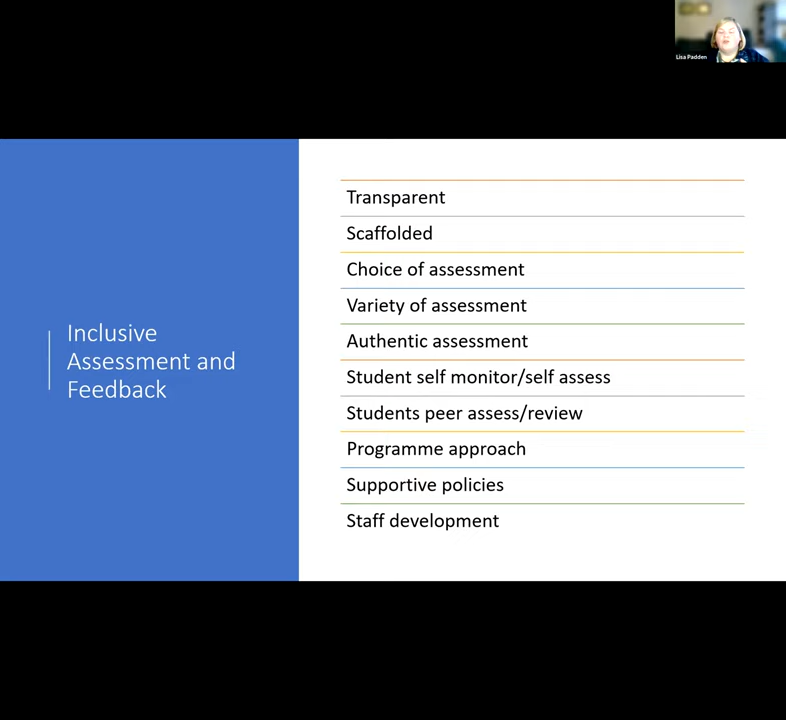 Lisa Padden
Inclusive
Assessment and
Feedback
Transparent
Scaffolded
Choice of assessment
Variety of assessment
Authentic assessment
Student self monitor/self assess
Students peer assess/review
Programme approach
Supportive policies
Staff development